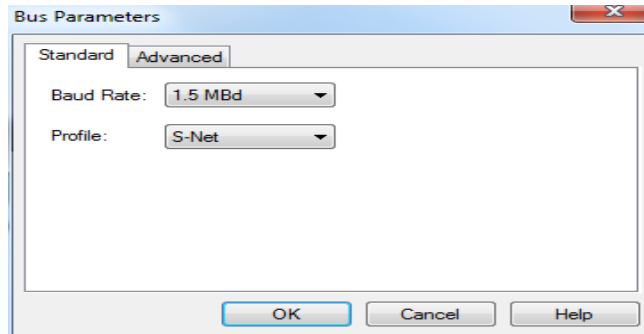 Bus Parameters
Standard Advanced
Baud Rate: 1.5 MBd
Profile: S-Net
OK Cancel Help